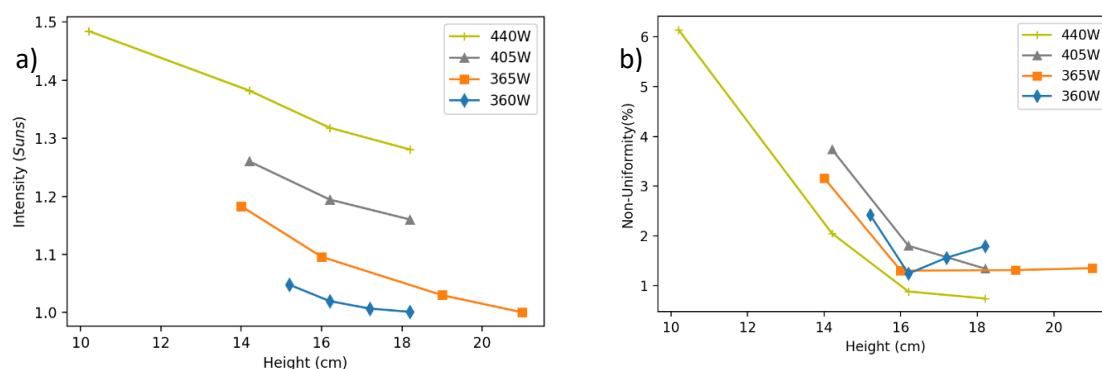 a)
Intensity (Suns)
1.5
1.4
1.3
1.2
1.1
1.0
10 12 14 16 18 20
Height (cm)
440W
405W
365W
360W
b)
Non-Uniformity(%)
6
5
4
3
2
1
10 12 14 16 18 20
Height (cm)
440W
405W
365W
360W